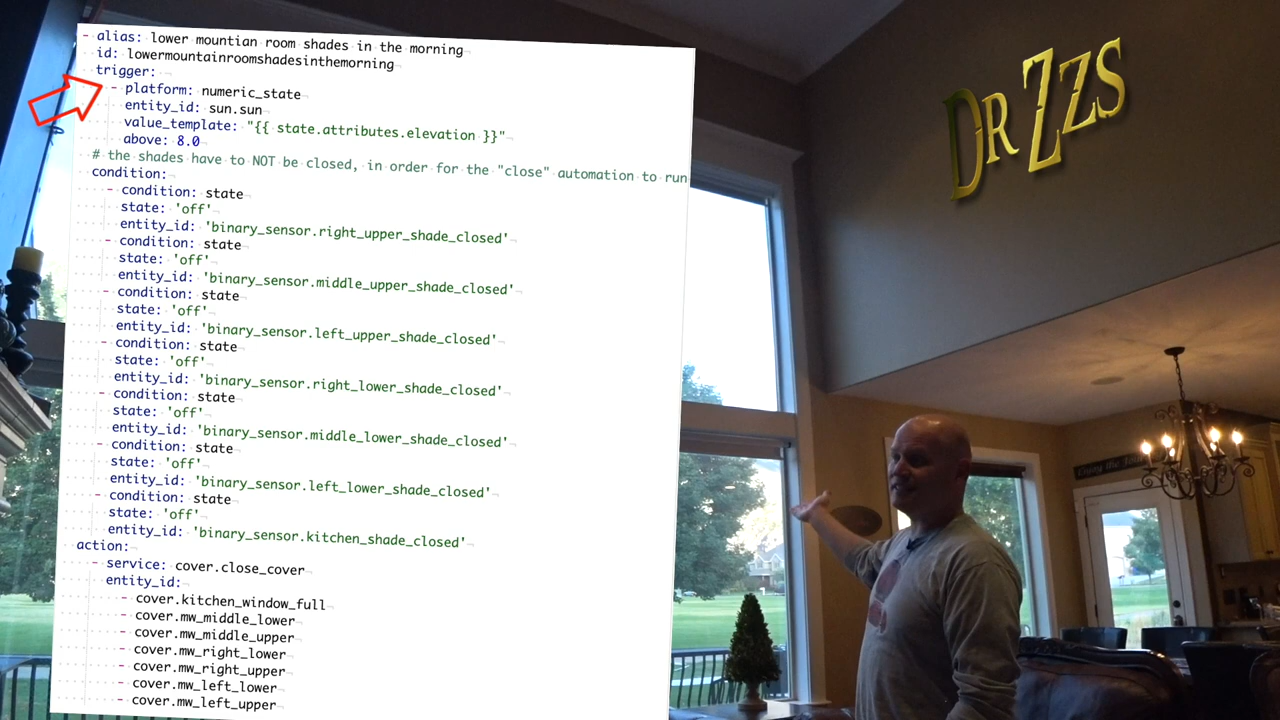 - alias: lower mountian room shades in the morning
id: lowermountainroomshadesinthemorning
trigger:
- platform: numeric_state
entity_id: sun.sun
value_template: "{{ state.attributes.elevation }}"
above: 8.0
# the shades have to NOT be closed, in order for the "close" automation to run
condition:
- condition: state
state: 'off'
entity_id: 'binary_sensor.right_upper_shade_closed'
- condition: state
state: 'off'
entity_id: 'binary_sensor.middle_upper_shade_closed'
- condition: state
state: 'off'
entity_id: 'binary_sensor.left_upper_shade_closed'
- condition: state
state: 'off'
entity_id: 'binary_sensor.right_lower_shade_closed'
- condition: state
state: 'off'
entity_id: 'binary_sensor.middle_lower_shade_closed'
- condition: state
state: 'off'
entity_id: 'binary_sensor.left_lower_shade_closed'
- condition: state
state: 'off'
entity_id: 'binary_sensor.kitchen_shade_closed'
action:
- service: cover.close_cover
entity_id:
- cover.kitchen_window_full
- cover.mw_middle_lower
- cover.mw_middle_upper
- cover.mw_right_lower
- cover.mw_right_upper
- cover.mw_left_lower
- cover.mw_left_upper
DR ZZS